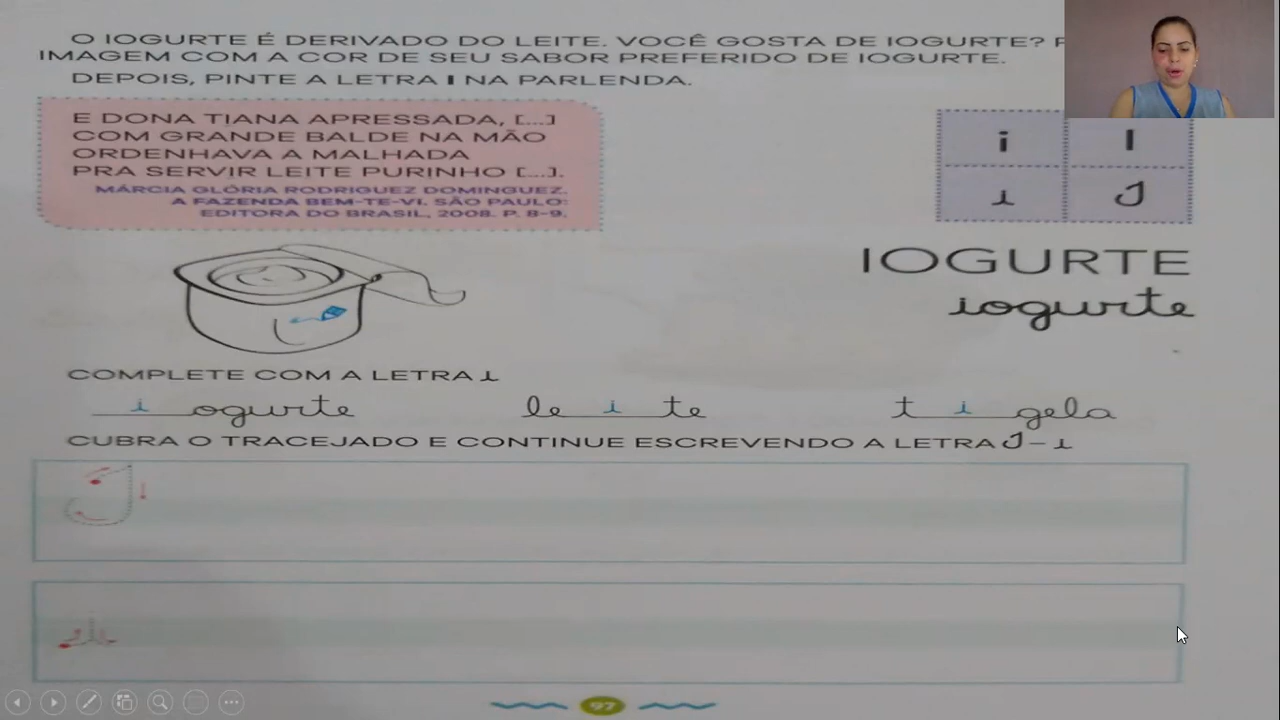 O IOGURTE É DERIVADO DO LEITE. VOCÊ GOSTA DE IOGURTE?
IMAGEM COM A COR DE SEU SABOR PREFERIDO DE IOGURTE.
DEPOIS, PINTE A LETRA I NA PARLENDA.
E DONA TIANA APRESSADA, [...]
COM GRANDE BALDE NA MÃO
ORDENHAVA A MALHADA
PRA SERVIR LEITE PURINHO [...].
MÁRCIA GLÓRIA RODRIGUEZ DOMINGUEZ.
A FAZENDA BEM-TE-VI. SÃO PAULO:
EDITORA DO BRASIL, 2008. P. 8-9.
i I
i I
IOGURTE
iogurte
COMPLETE COM A LETRA i
i ogurte le i te t i gela
CUBRA O TRACEJADO E CONTINUE ESCREVENDO A LETRA I - i
I
i
97